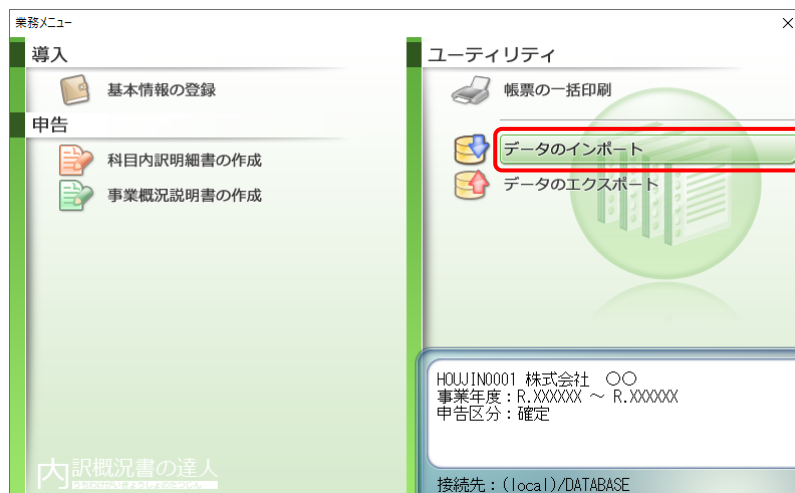 業務メニュー
導入
基本情報の登録
申告
科目内訳明細書の作成
事業概況説明書の作成
ユーティリティ
帳票の一括印刷
データのインポート
データのエクスポート
HOUJIN0001 株式会社 〇〇
事業年度：R.XXXXXX ～ R.XXXXXX
申告区分：確定
接続先：(local)/DATABASE
内訳概況書の達人